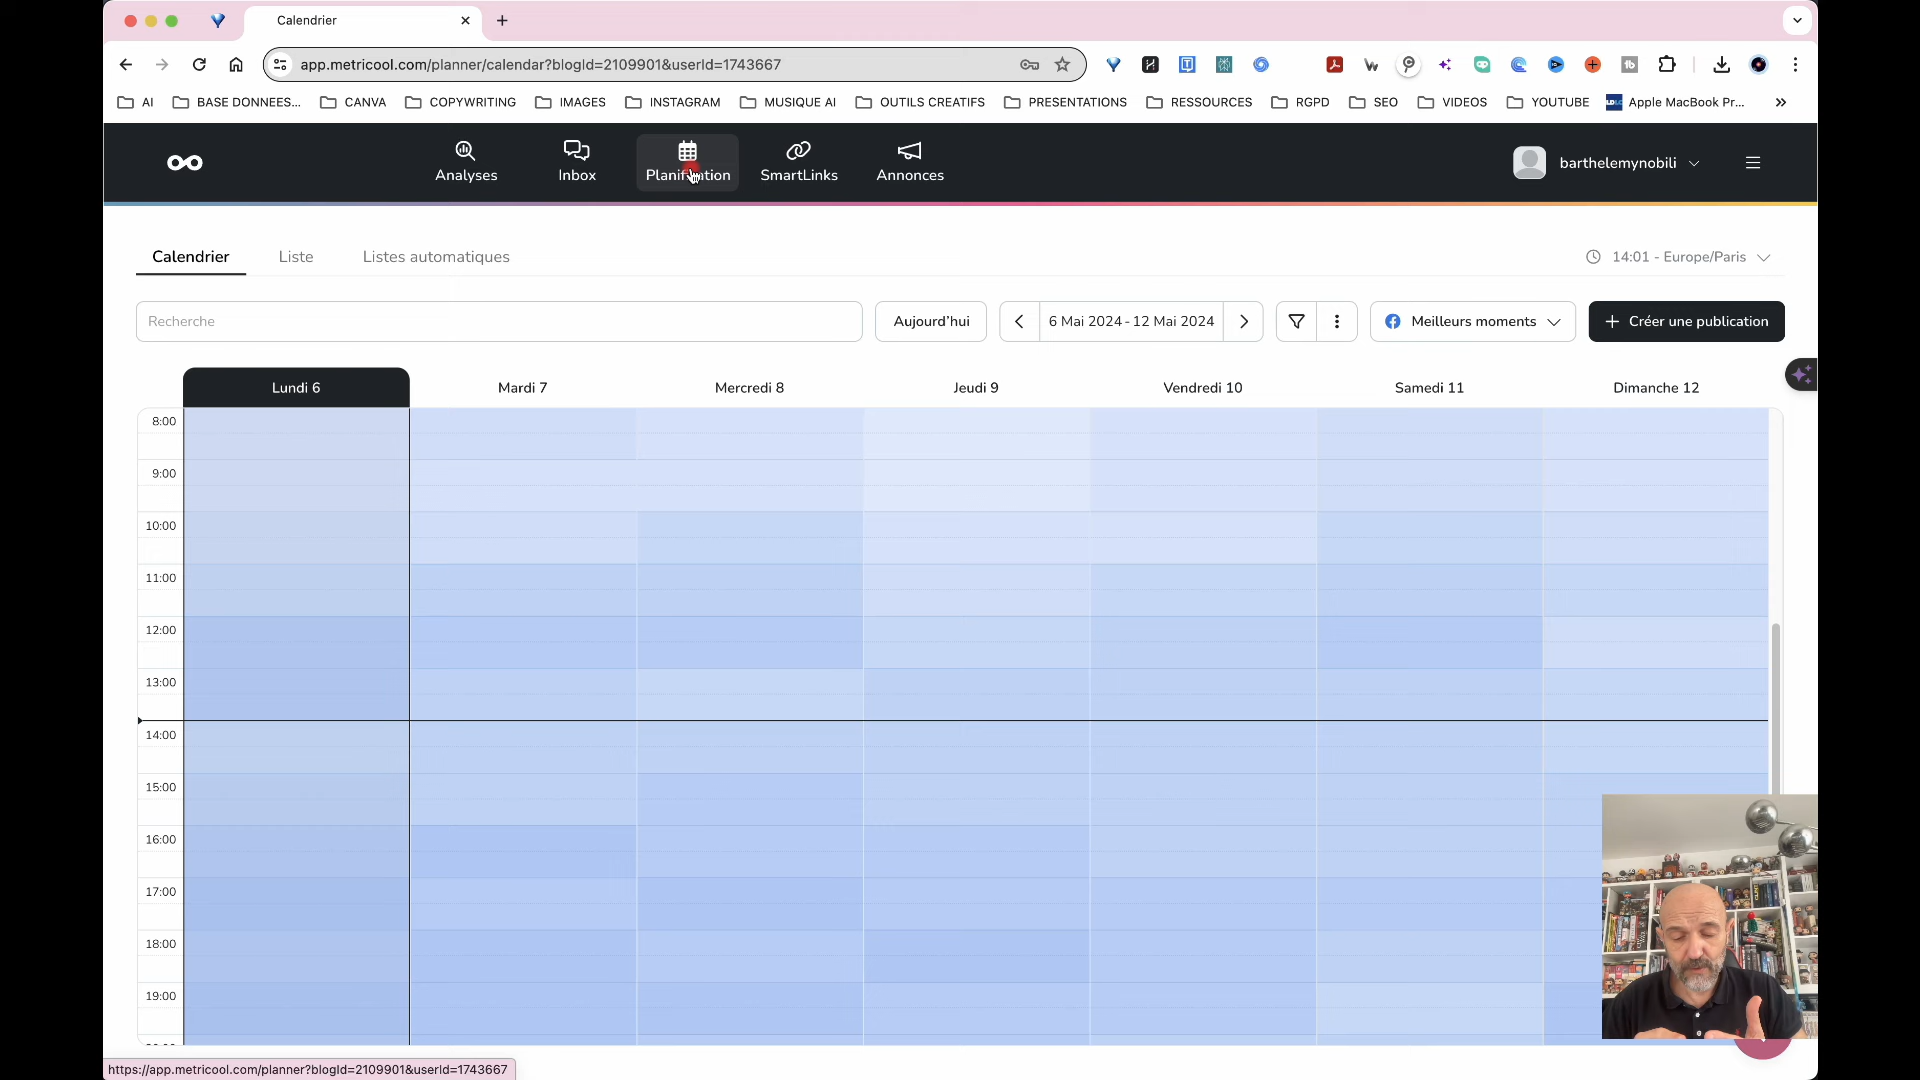 Calendrier
app.metricool.com/planner/calendar?blogId=2109901&userId=1743667
AI
BASE DONNEES...
CANVA
COPYWRITING
IMAGES
INSTAGRAM
MUSIQUE AI
OUTILS CREATIFS
PRESENTATIONS
RESSOURCES
RGPD
SEO
VIDEOS
YOUTUBE
Apple MacBook Pr...
Analyses
Inbox
Planification
SmartLinks
Annonces
barthelemynobili
Calendrier
Liste
Listes automatiques
14:01 - Europe/Paris
Recherche
Aujourd'hui
6 Mai 2024 - 12 Mai 2024
Meilleurs moments
+ Créer une publication
Lundi 6
Mardi 7
Mercredi 8
Jeudi 9
Vendredi 10
Samedi 11
Dimanche 12
8:00
9:00
10:00
11:00
12:00
13:00
14:00
15:00
16:00
17:00
18:00
19:00
https://app.metricool.com/planner?blogId=2109901&userId=1743667